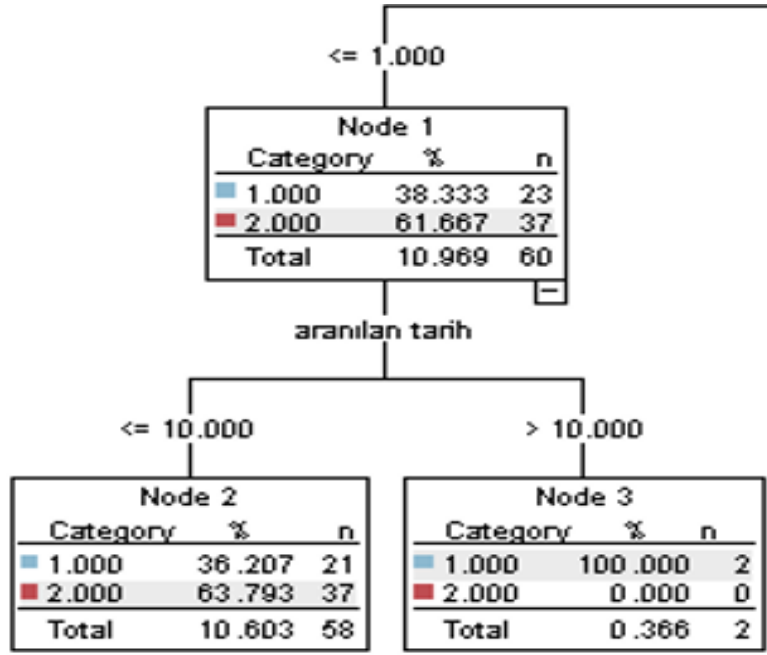 <= 1.000
Node 1
Category % n
1.000 38.333 23
2.000 61.667 37
Total 10.969 60
aranılan tarih
<= 10.000
> 10.000
Node 2
Category % n
1.000 36.207 21
2.000 63.793 37
Total 10.603 58
Node 3
Category % n
1.000 100.000 2
2.000 0.000 0
Total 0.366 2